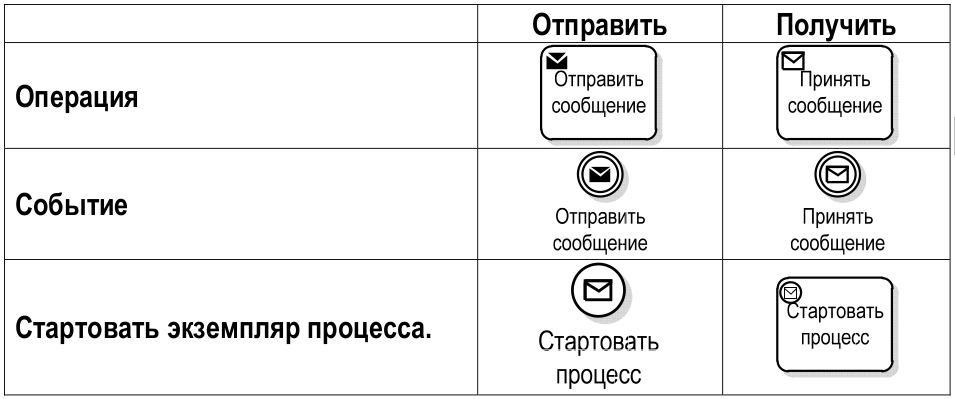 Отправить Получить
Операция
Отправить
сообщение
Принять
сообщение
Событие
Отправить
сообщение
Принять
сообщение
Стартовать экземпляр процесса.
Стартовать
процесс
Стартовать
процесс